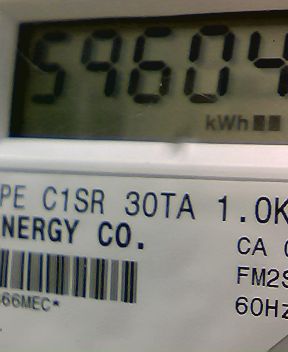 59604
kWh
PE C1SR 30TA 1.0K
NERGY CO.
CA
FM2S
66MEC*
60Hz